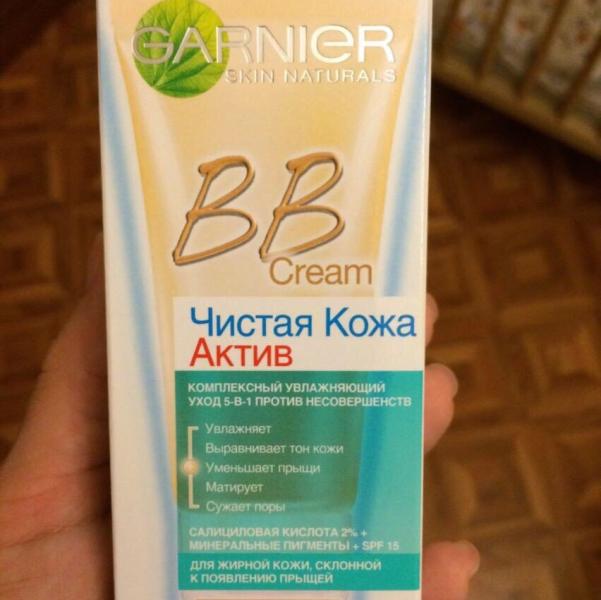 GARNIER
SKIN NATURALS
BB
Cream
Чистая Кожа
Актив
КОМПЛЕКСНЫЙ УВЛАЖНЯЮЩИЙ
УХОД 5-В-1 ПРОТИВ НЕСОВЕРШЕНСТВ
Увлажняет
Выравнивает тон кожи
Уменьшает прыщи
Матирует
Сужает поры
САЛИЦИЛОВАЯ КИСЛОТА 2% +
МИНЕРАЛЬНЫЕ ПИГМЕНТЫ + SPF 15
ДЛЯ ЖИРНОЙ КОЖИ, СКЛОННОЙ
К ПОЯВЛЕНИЮ ПРЫЩЕЙ